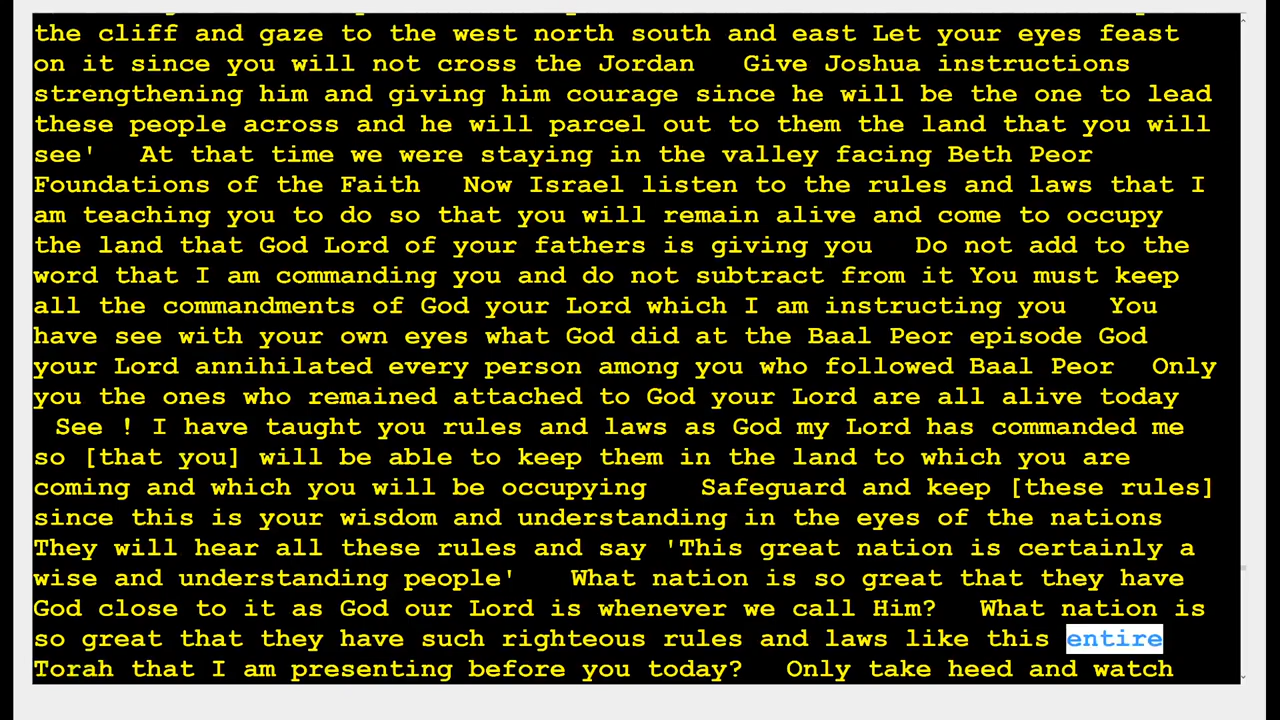 the cliff and gaze to the west north south and east Let your eyes feast
on it since you will not cross the Jordan   Give Joshua instructions
strengthening him and giving him courage since he will be the one to lead
these people across and he will parcel out to them the land that you will
see'   At that time we were staying in the valley facing Beth Peor
Foundations of the Faith   Now Israel listen to the rules and laws that I
am teaching you to do so that you will remain alive and come to occupy
the land that God Lord of your fathers is giving you   Do not add to the
word that I am commanding you and do not subtract from it You must keep
all the commandments of God your Lord which I am instructing you   You
have see with your own eyes what God did at the Baal Peor episode God
your Lord annihilated every person among you who followed Baal Peor   Only
you the ones who remained attached to God your Lord are all alive today
See ! I have taught you rules and laws as God my Lord has commanded me
so [that you] will be able to keep them in the land to which you are
coming and which you will be occupying   Safeguard and keep [these rules]
since this is your wisdom and understanding in the eyes of the nations
They will hear all these rules and say 'This great nation is certainly a
wise and understanding people'   What nation is so great that they have
God close to it as God our Lord is whenever we call Him?   What nation is
so great that they have such righteous rules and laws like this entire
Torah that I am presenting before you today?   Only take heed and watch